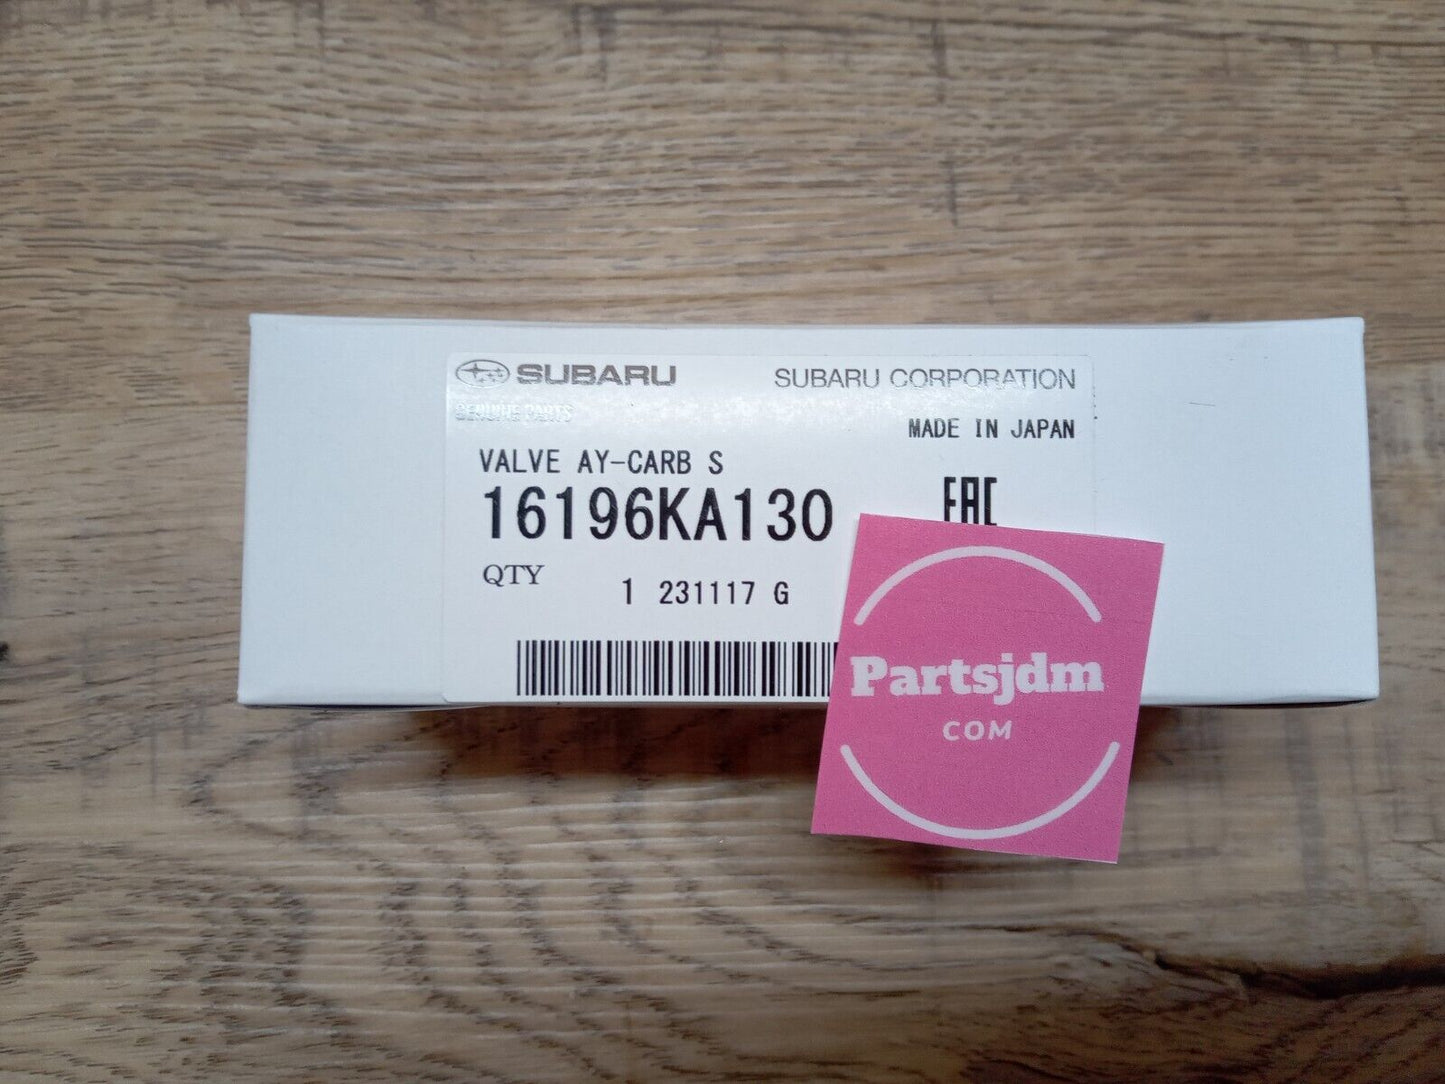 SUBARU
SUBARU CORPORATION
GENUINE PARTS
MADE IN JAPAN
VALVE AY-CARB S
16196KA130
EAC
QTY
1 231117 G
Partsjdm
COM